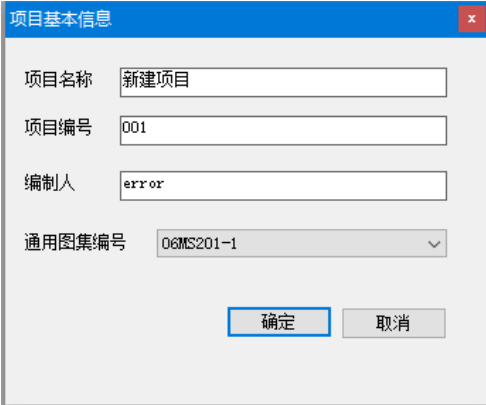 项目基本信息
x
项目名称 新建项目
项目编号 001
编制人 error
通用图集编号 06MS201-1
确定 取消